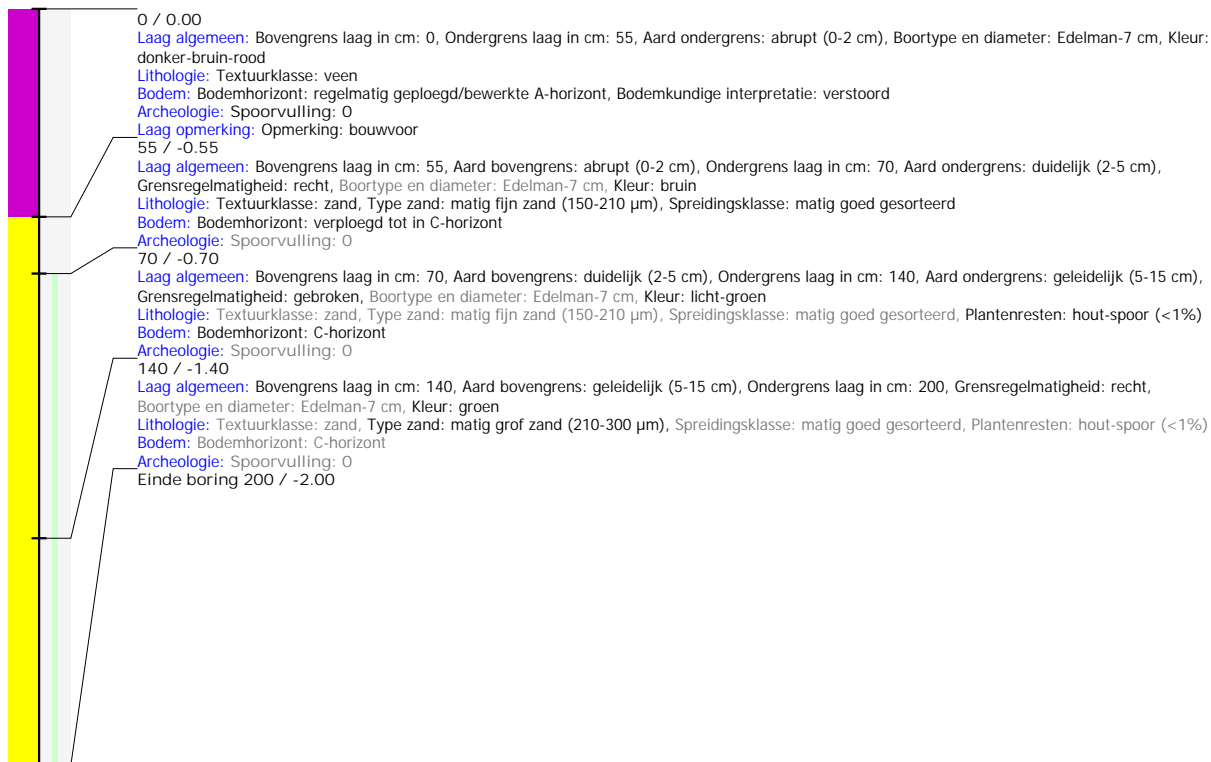 0 / 0.00
Laag algemeen: Bovengrens laag in cm: 0, Ondergrens laag in cm: 55, Aard ondergrens: abrupt (0-2 cm), Boortype en diameter: Edelman-7 cm, Kleur:
donker-bruin-rood
Lithologie: Textuurklasse: veen
Bodem: Bodemhorizont: regelmatig geploegd/bewerkte A-horizont, Bodemkundige interpretatie: verstoord
Archeologie: Spoorvulling: 0
Laag opmerking: Opmerking: bouwvoor
55 / -0.55
Laag algemeen: Bovengrens laag in cm: 55, Aard bovengrens: abrupt (0-2 cm), Ondergrens laag in cm: 70, Aard ondergrens: duidelijk (2-5 cm),
Grensregelmatigheid: recht, Boortype en diameter: Edelman-7 cm, Kleur: bruin
Lithologie: Textuurklasse: zand, Type zand: matig fijn zand (150-210 µm), Spreidingsklasse: matig goed gesorteerd
Bodem: Bodemhorizont: verploegd tot in C-horizont
Archeologie: Spoorvulling: 0
70 / -0.70
Laag algemeen: Bovengrens laag in cm: 70, Aard bovengrens: duidelijk (2-5 cm), Ondergrens laag in cm: 140, Aard ondergrens: geleidelijk (5-15 cm),
Grensregelmatigheid: gebroken, Boortype en diameter: Edelman-7 cm, Kleur: licht-groen
Lithologie: Textuurklasse: zand, Type zand: matig fijn zand (150-210 µm), Spreidingsklasse: matig goed gesorteerd, Plantenresten: hout-spoor (<1%)
Bodem: Bodemhorizont: C-horizont
Archeologie: Spoorvulling: 0
140 / -1.40
Laag algemeen: Bovengrens laag in cm: 140, Aard bovengrens: geleidelijk (5-15 cm), Ondergrens laag in cm: 200, Grensregelmatigheid: recht,
Boortype en diameter: Edelman-7 cm, Kleur: groen
Lithologie: Textuurklasse: zand, Type zand: matig grof zand (210-300 µm), Spreidingsklasse: matig goed gesorteerd, Plantenresten: hout-spoor (<1%)
Bodem: Bodemhorizont: C-horizont
Archeologie: Spoorvulling: 0
Einde boring 200 / -2.00